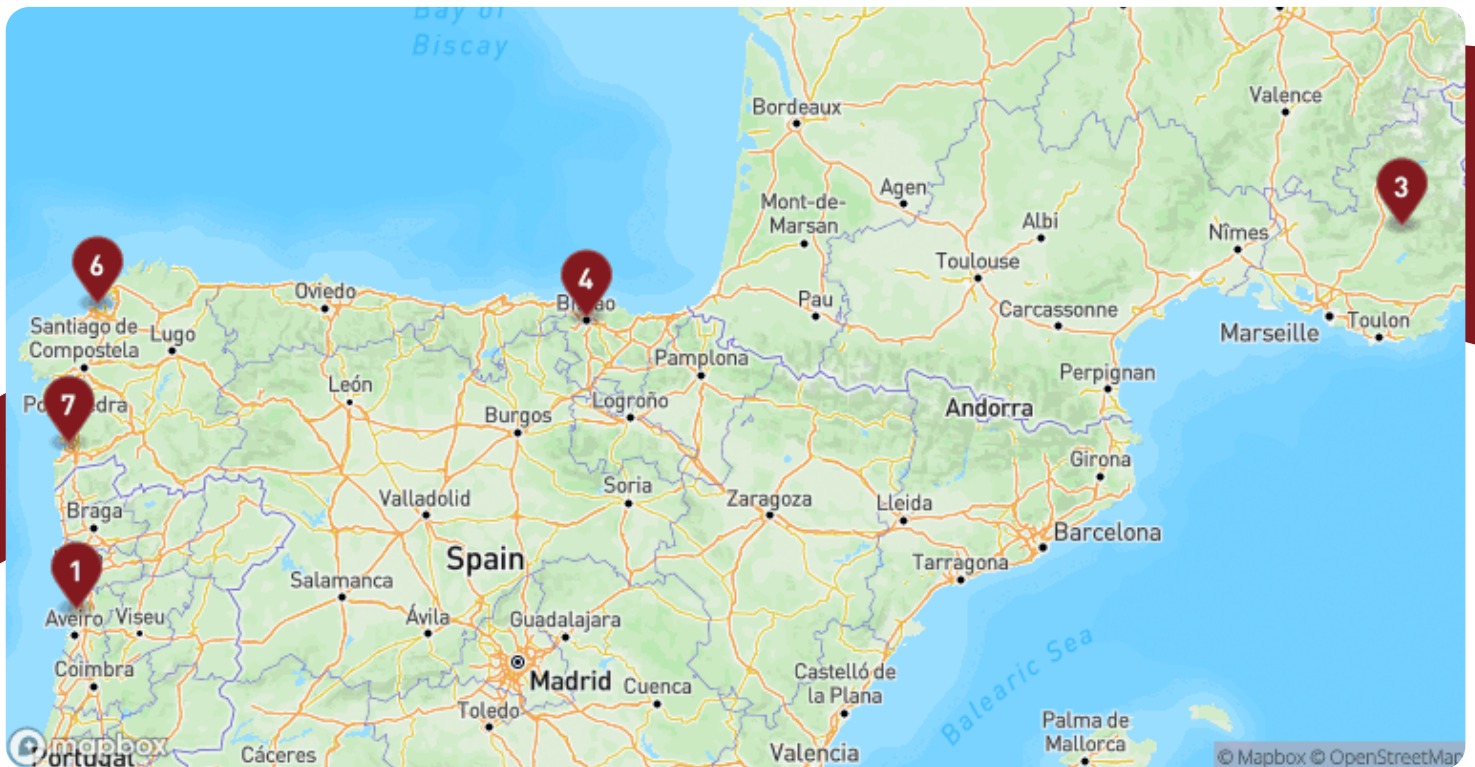 Bay of
Biscay
Bordeaux
Valence
3
Agen
Mont-de-
Marsan
Albi
Nîmes
6
4
Toulouse
Oviedo
Pau
Carcassonne
Santiago de
Compostela
Lugo
Marseille
Toulon
Pamplona
Perpignan
León
7
Logroño
Andorra
Burgos
Girona
Soria
Valladolid
Zaragoza
Lleida
Braga
Barcelona
Spain
Tarragona
1
Salamanca
Aveiro
Viseu
Ávila
Guadalajara
Coimbra
Madrid
Cuenca
Castelló de
la Plana
Balearic Sea
Toledo
Palma de
Mallorca
mapbox
Portugal
Cáceres
Valencia
© Mapbox © OpenStreetMap